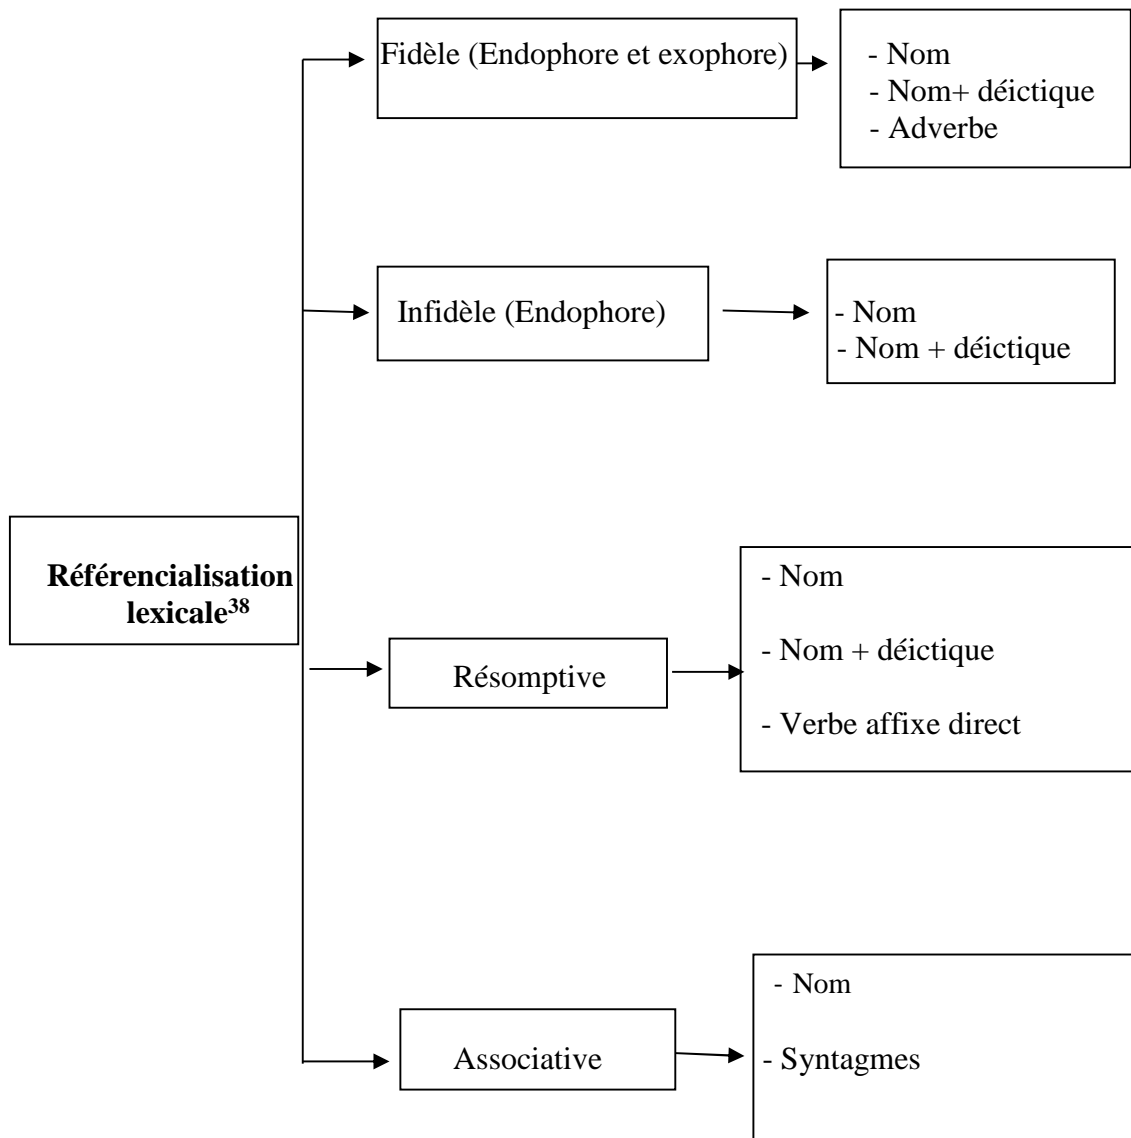 Fidèle (Endophore et exophore)
- Nom
- Nom+ déictique
- Adverbe
Infidèle (Endophore)
- Nom
- Nom + déictique
Référencialisation
lexicale³⁸
- Nom
- Nom + déictique
- Verbe affixe direct
Résomptive
- Nom
- Syntagmes
Associative